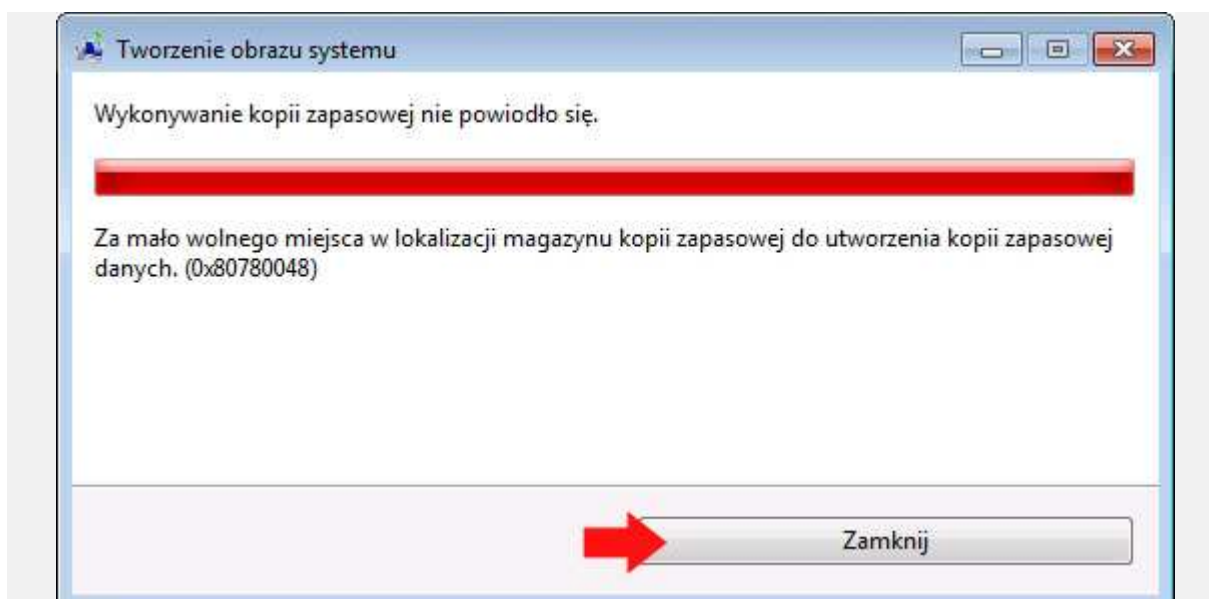 Tworzenie obrazu systemu
Wykonywanie kopii zapasowej nie powiodło się.
Za mało wolnego miejsca w lokalizacji magazynu kopii zapasowej do utworzenia kopii zapasowej
danych. (0x80780048)
Zamknij